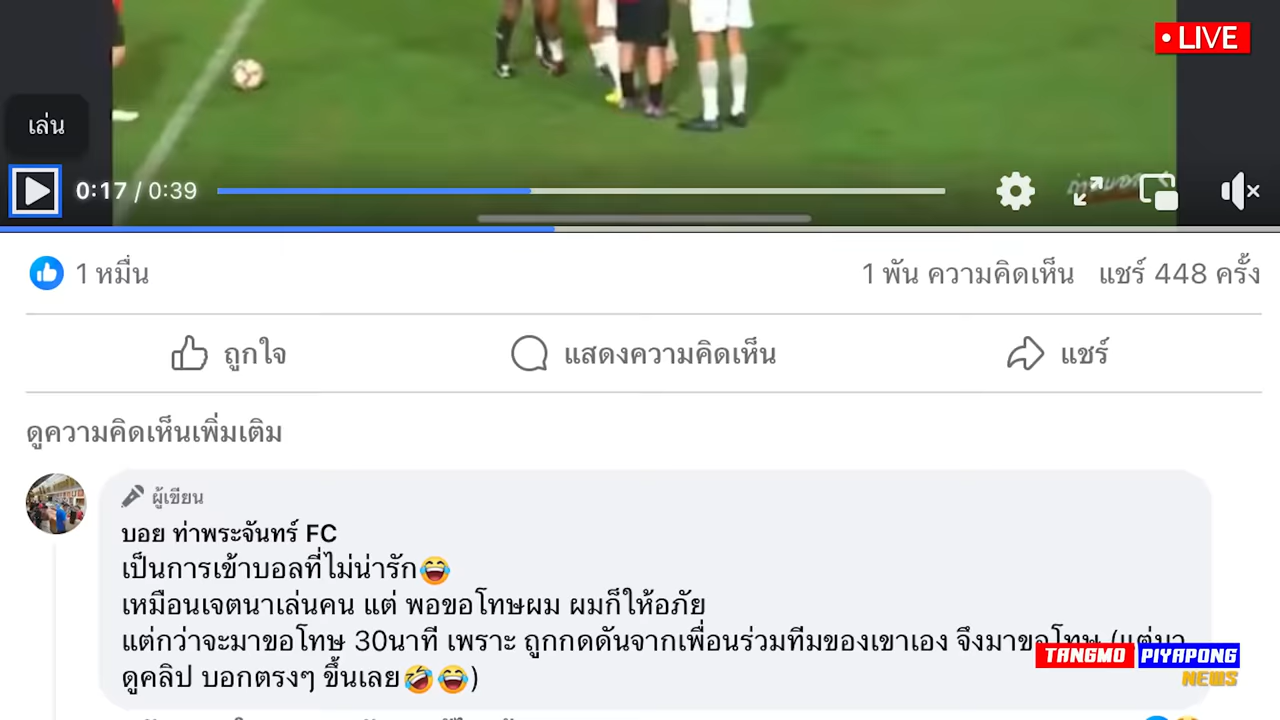 • LIVE
เล่น
0:17 / 0:39
1 หมื่น
1 พัน ความคิดเห็น แชร์ 448 ครั้ง
ถูกใจ
แสดงความคิดเห็น
แชร์
ดูความคิดเห็นเพิ่มเติม
ผู้เขียน
บอย ท่าพระจันทร์ FC
เป็นการเข้าบอลที่ไม่น่ารัก😂
เหมือนเจตนาเล่นคน แต่ พอขอโทษผม ผมก็ให้อภัย
แต่กว่าจะมาขอโทษ 30นาที เพราะ ถูกกดดันจากเพื่อนร่วมทีมของเขาเอง จึงมาขอโทษ (แต่มา
ดูคลิป บอกตรงๆ ขึ้นเลย🤣😂)
TANGMO PIYAPONG
NEWS